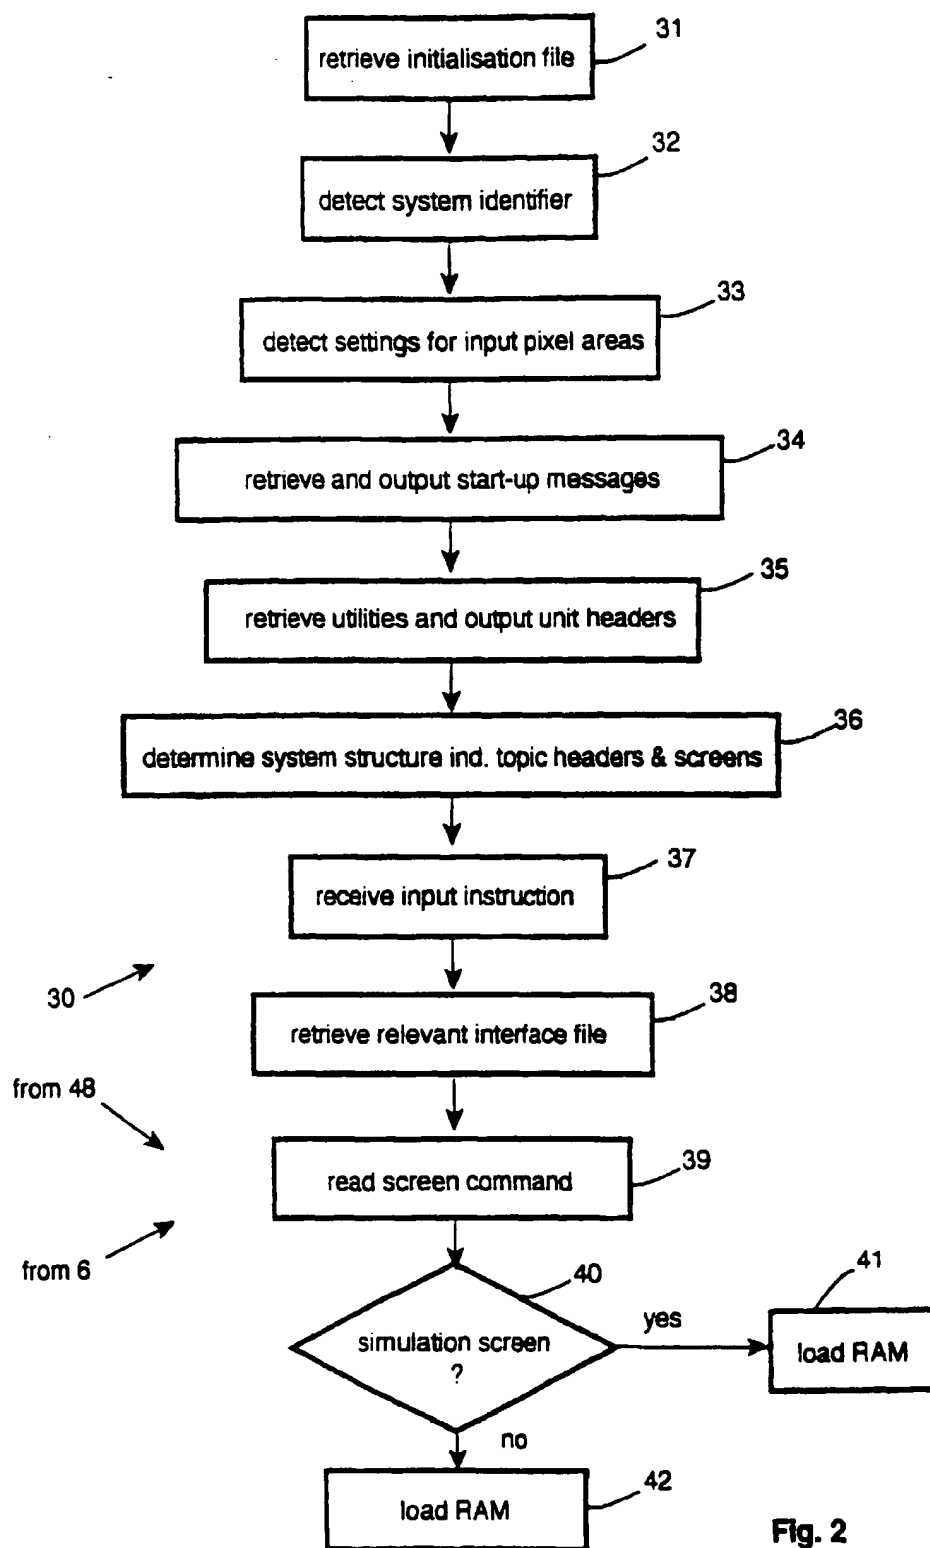 31
retrieve initialisation file
32
detect system identifier
33
detect settings for input pixel areas
34
retrieve and output start-up messages
35
retrieve utilities and output unit headers
36
determine system structure ind. topic headers & screens
37
receive input instruction
30
38
retrieve relevant interface file
from 48
39
read screen command
from 6
40
simulation screen
?
yes
41
load RAM
no
42
load RAM
Fig. 2